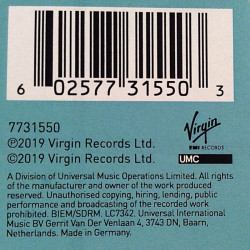 6 02577 31550 3
7731550
℗2019 Virgin Records Ltd.
©2019 Virgin Records Ltd.
Virgin
EMI RECORDS
UMC
A Division of Universal Music Operations Limited. All
rights of the manufacturer and owner of the work produced
reserved. Unauthorised copying, hiring, lending, public
performance and broadcasting of the recorded work
prohibited. BIEM/SDRM. LC7342. Universal International
Music BV Gerrit Van Der Venlaan 4, 3743 DN, Baarn,
Netherlands. Made in Germany.